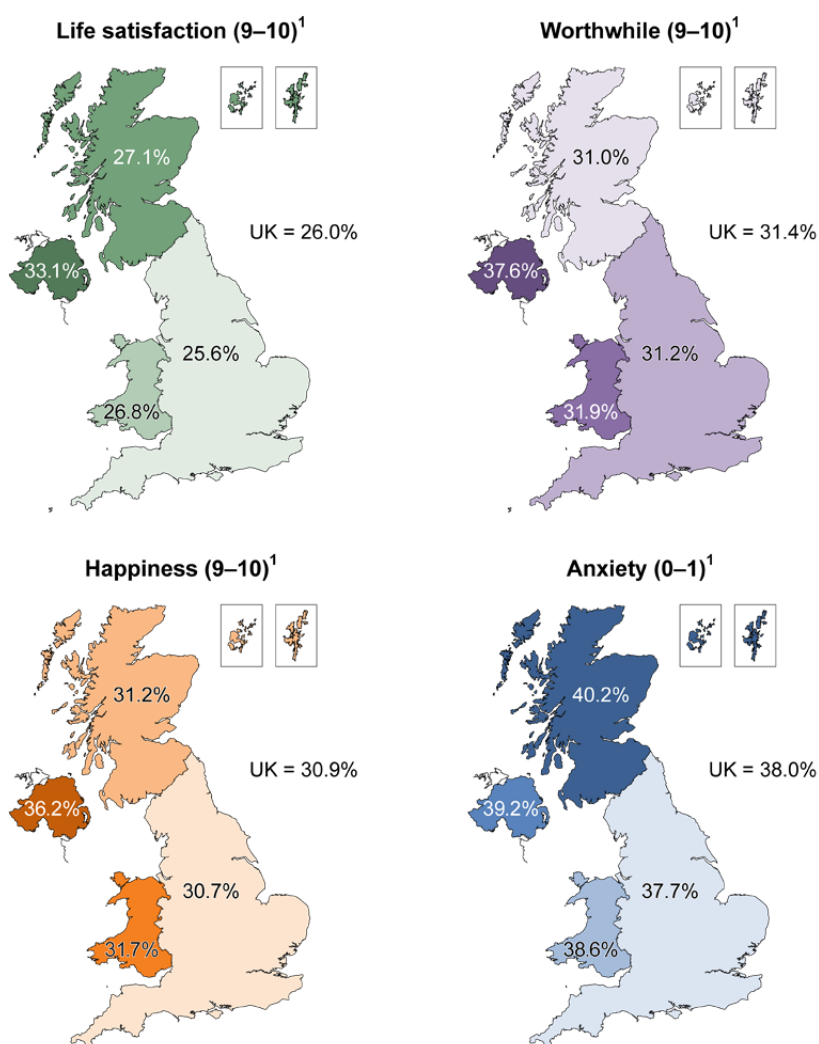 Life satisfaction (9–10)¹
27.1%
UK = 26.0%
33.1%
25.6%
26.8%
Worthwhile (9–10)¹
31.0%
UK = 31.4%
37.6%
31.2%
31.9%
Happiness (9–10)¹
31.2%
UK = 30.9%
36.2%
30.7%
31.7%
Anxiety (0–1)¹
40.2%
UK = 38.0%
39.2%
37.7%
38.6%